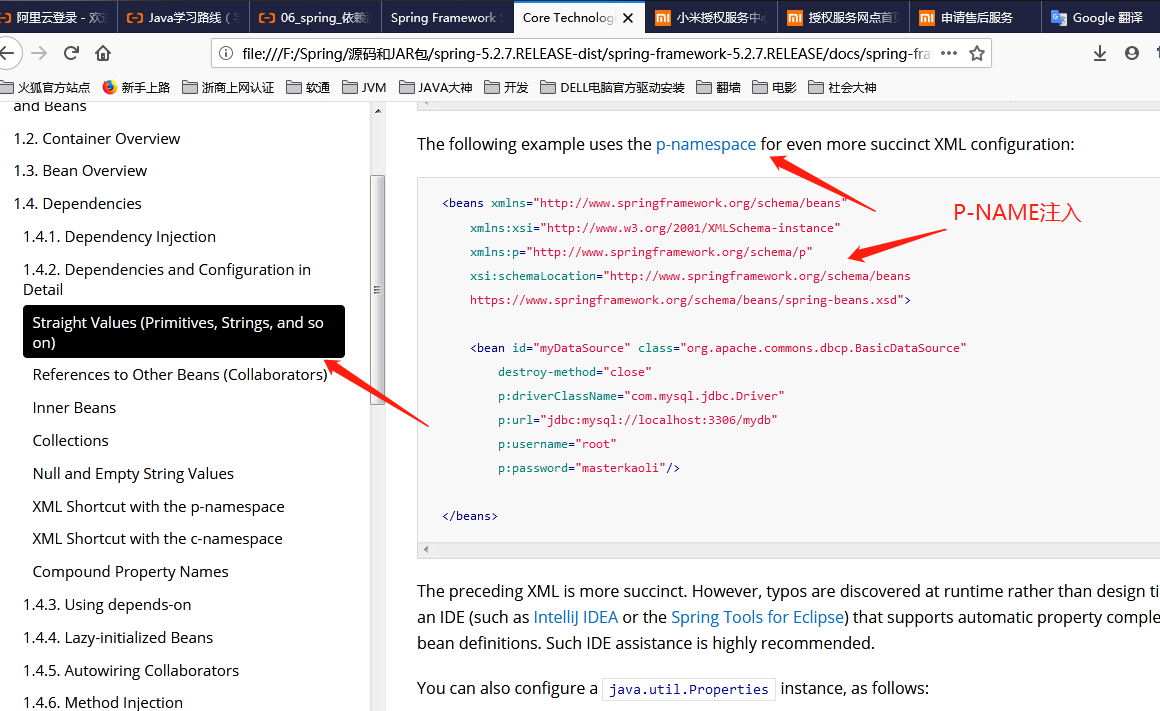 阿里云登录 - 欢
Java学习路线 (
06_spring_依赖
Spring Framework
Core Technolog
小米授权服务中
授权服务网点首
申请售后服务
Google 翻译
file:///F:/Spring/源码和JAR包/spring-5.2.7.RELEASE-dist/spring-framework-5.2.7.RELEASE/docs/spring-fra
火狐官方站点
新手上路
浙商上网认证
软通
JVM
JAVA大神
开发
DELL电脑官方驱动安装
翻墙
电影
社会大神
and Beans
1.2. Container Overview
1.3. Bean Overview
1.4. Dependencies
1.4.1. Dependency Injection
1.4.2. Dependencies and Configuration in
Detail
Straight Values (Primitives, Strings, and so
on)
References to Other Beans (Collaborators)
Inner Beans
Collections
Null and Empty String Values
XML Shortcut with the p-namespace
XML Shortcut with the c-namespace
Compound Property Names
1.4.3. Using depends-on
1.4.4. Lazy-initialized Beans
1.4.5. Autowiring Collaborators
1.4.6. Method Injection
The following example uses the p-namespace for even more succinct XML configuration:
P-NAME注入
<beans xmlns="http://www.springframework.org/schema/beans"
xmlns:xsi="http://www.w3.org/2001/XMLSchema-instance"
xmlns:p="http://www.springframework.org/schema/p"
xsi:schemaLocation="http://www.springframework.org/schema/beans
https://www.springframework.org/schema/beans/spring-beans.xsd">
<bean id="myDataSource" class="org.apache.commons.dbcp.BasicDataSource"
destroy-method="close"
p:driverClassName="com.mysql.jdbc.Driver"
p:url="jdbc:mysql://localhost:3306/mydb"
p:username="root"
p:password="masterkaoli"/>
</beans>
The preceding XML is more succinct. However, typos are discovered at runtime rather than design ti
an IDE (such as IntelliJ IDEA or the Spring Tools for Eclipse) that supports automatic property comple
bean definitions. Such IDE assistance is highly recommended.
You can also configure a java.util.Properties instance, as follows: